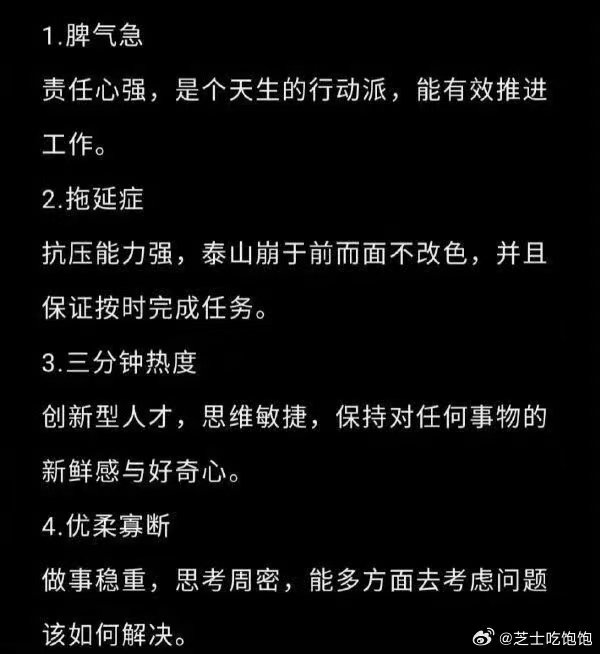 1.脾气急
责任心强，是个天生的行动派，能有效推进
工作。
2.拖延症
抗压能力强，泰山崩于前而面不改色，并且
保证按时完成任务。
3.三分钟热度
创新型人才，思维敏捷，保持对任何事物的
新鲜感与好奇心。
4.优柔寡断
做事稳重，思考周密，能多方面去考虑问题
该如何解决。
@芝士吃饱饱